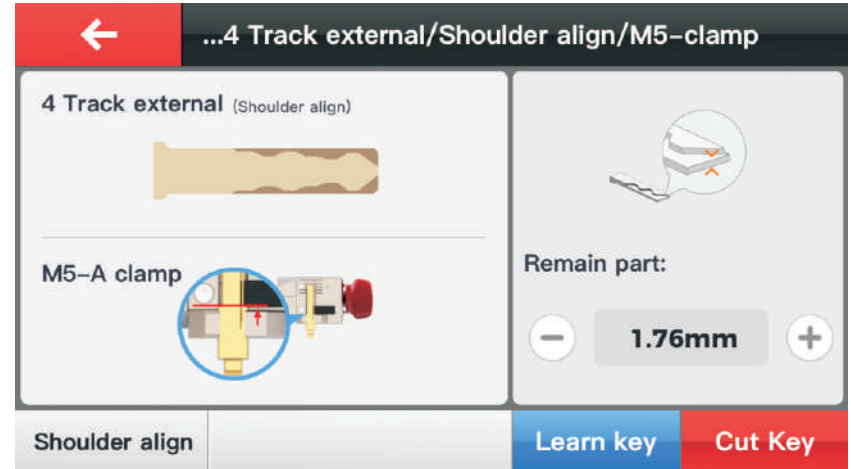 ...4 Track external/Shoulder align/M5-clamp
4 Track external (Shoulder align)
M5-A clamp
Remain part:
1.76mm
Shoulder align
Learn key
Cut Key